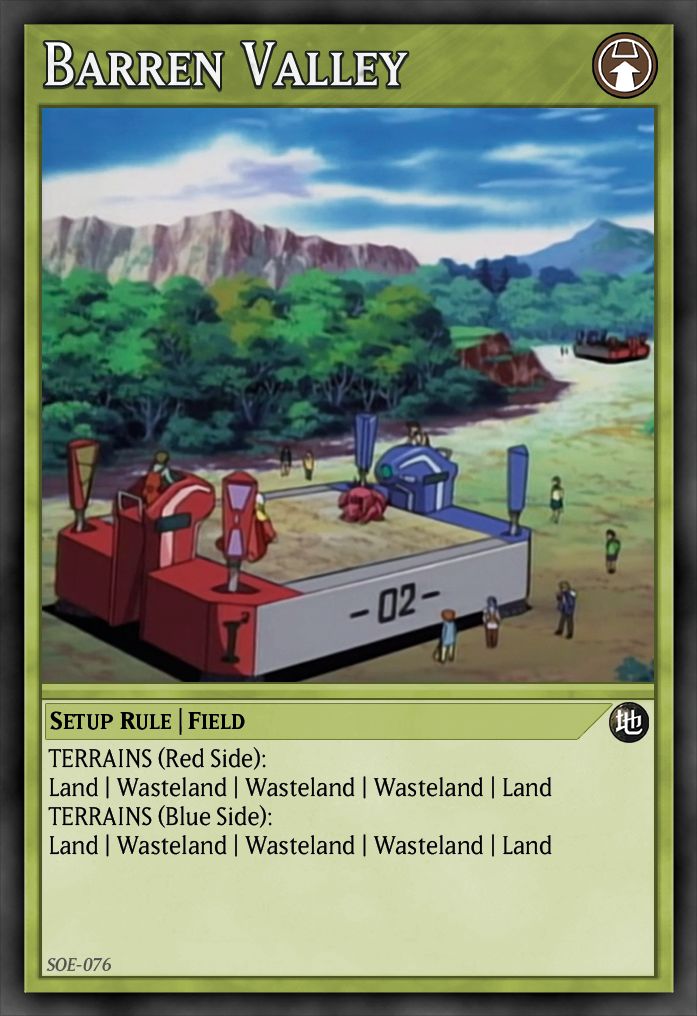 Barren Valley
-02-
Setup Rule | Field
TERRAINS (Red Side):
Land | Wasteland | Wasteland | Wasteland | Land
TERRAINS (Blue Side):
Land | Wasteland | Wasteland | Wasteland | Land
SOE-076